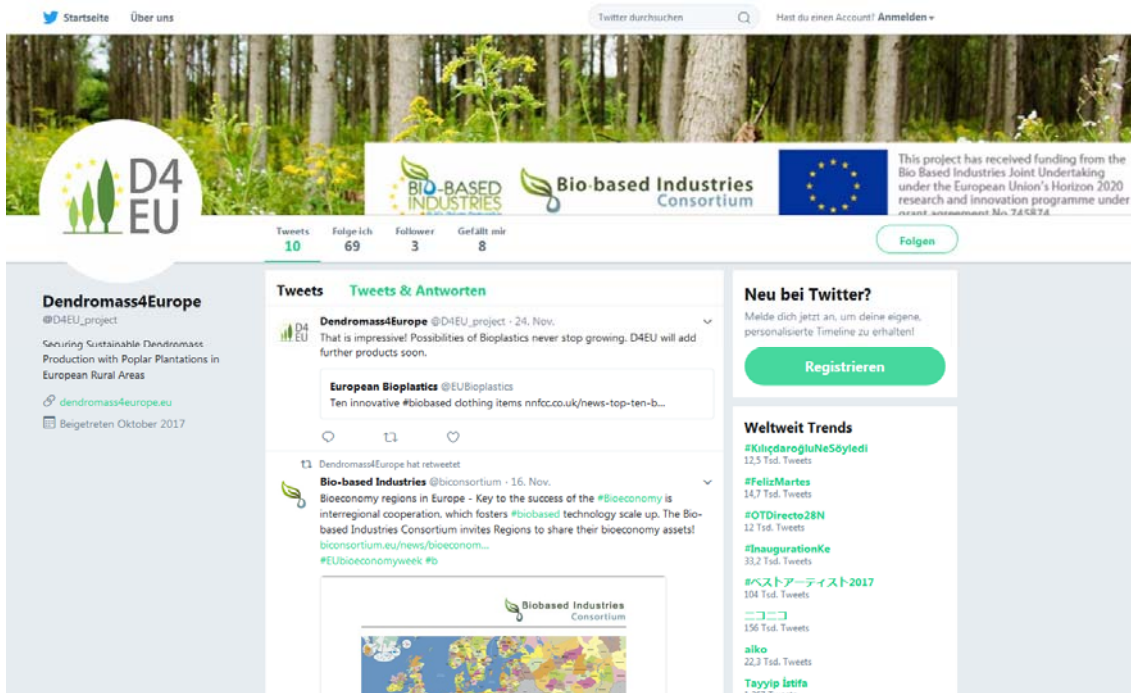 Startseite Über uns
Twitter durchsuchen
Hast du einen Account? Anmelden
D4
EU
BIO-BASED
INDUSTRIES
Bio-based Industries
Consortium
This project has received funding from the
Bio Based Industries Joint Undertaking
under the European Union's Horizon 2020
research and innovation programme under
grant agreement No 745874
Tweets
10
Folge ich
69
Follower
3
Gefällt mir
8
Folgen
Dendromass4Europe
@D4EU_project
Securing Sustainable Dendromass
Production with Poplar Plantations in
European Rural Areas
dendromass4europe.eu
Beigetreten Oktober 2017
Tweets Tweets & Antworten
D4
EU
Dendromass4Europe @D4EU_project · 24. Nov.
That is impressive! Possibilities of Bioplastics never stop growing. D4EU will add
further products soon.
European Bioplastics @EUBioplastics
Ten innovative #biobased clothing items nnfcc.co.uk/news-top-ten-b...
Dendromass4Europe hat retweetet
Bio-based Industries @biconsortium · 16. Nov.
Bioeconomy regions in Europe - Key to the success of the #Bioeconomy is
interregional cooperation, which fosters #biobased technology scale up. The Bio-
based Industries Consortium invites Regions to share their bioeconomy assets!
biconsortium.eu/news/bioeconom...
#EUbioeconomyweek #b
Biobased Industries
Consortium
Neu bei Twitter?
Melde dich jetzt an, um deine eigene,
personalisierte Timeline zu erhalten!
Registrieren
Weltweit Trends
#KılıçdaroğluNeSöyledi
12,5 Tsd. Tweets
#FelizMartes
14,7 Tsd. Tweets
#OTDirecto28N
12 Tsd. Tweets
#InaugurationKe
33,2 Tsd. Tweets
#ベストアーティスト2017
104 Tsd. Tweets
ニコニコ
156 Tsd. Tweets
aiko
22,3 Tsd. Tweets
Tayyip İstifa